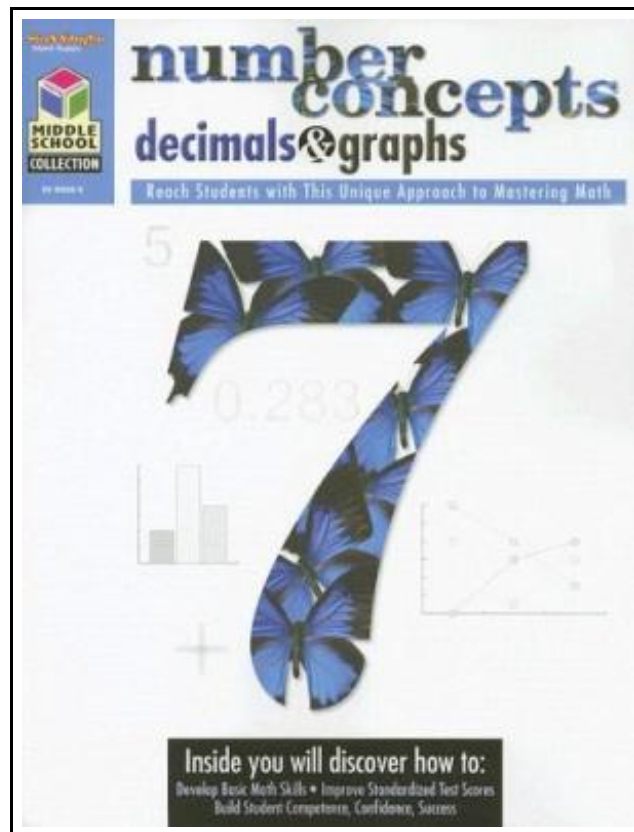 number
concepts
decimals & graphs
MIDDLE
SCHOOL
COLLECTION
Reach Students with This Unique Approach to Mastering Math
5
7
0.283
+
Inside you will discover how to:
Develop Basic Math Skills • Improve Standardized Test Scores
Build Student Competence, Confidence, Success